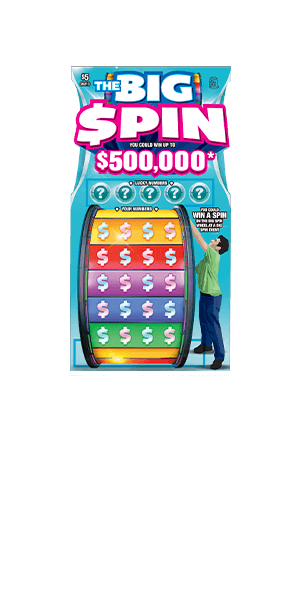 $5
THE BIG
$PIN
YOU COULD WIN UP TO
$500,000*
LUCKY NUMBERS
? ? ? ? ?
YOUR NUMBERS
$ $ $ $
$ $ $ $
$ $ $ $
$ $ $ $
$ $ $ $
YOU COULD
WIN A SPIN
ON THE BIG SPIN
WHEEL AT A BIG
SPIN EVENT!